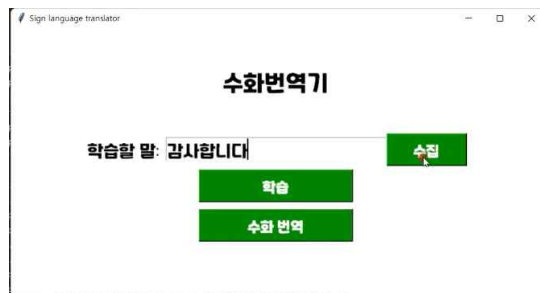 Sign language translator
수화번역기
학습할 말: 감사합니다 수집
학습
수화 번역